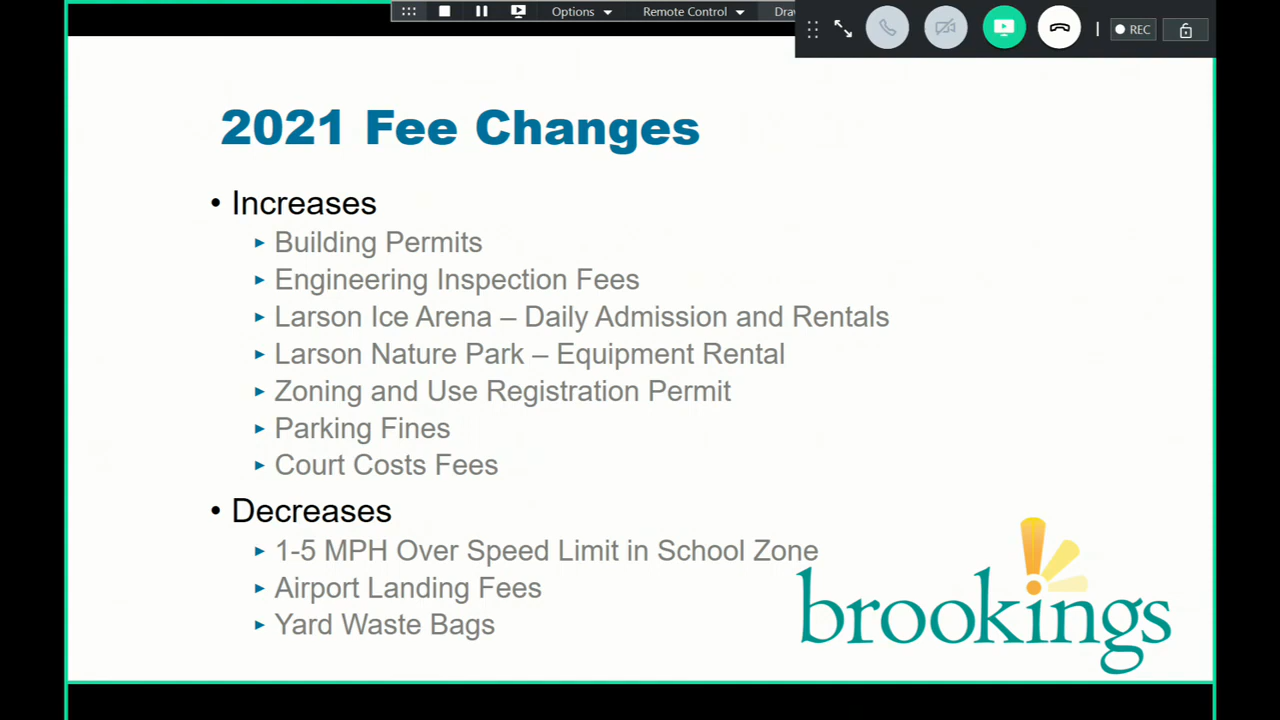 Options
Remote Control
REC
2021 Fee Changes
• Increases
▸ Building Permits
▸ Engineering Inspection Fees
▸ Larson Ice Arena – Daily Admission and Rentals
▸ Larson Nature Park – Equipment Rental
▸ Zoning and Use Registration Permit
▸ Parking Fines
▸ Court Costs Fees
• Decreases
▸ 1-5 MPH Over Speed Limit in School Zone
▸ Airport Landing Fees
▸ Yard Waste Bags
brookings